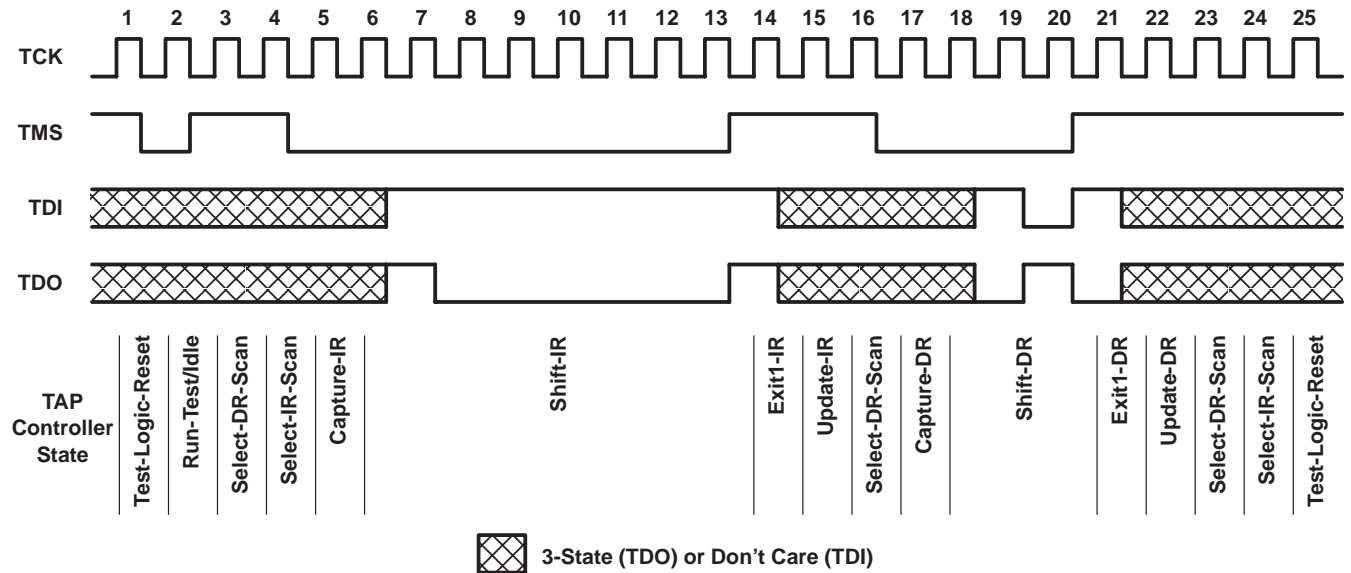 1 2 3 4 5 6 7 8 9 10 11 12 13 14 15 16 17 18 19 20 21 22 23 24 25
TCK
TMS
TDI
TDO
TAP
Controller
State
Test-Logic-Reset
Run-Test/Idle
Select-DR-Scan
Select-IR-Scan
Capture-IR
Shift-IR
Exit1-IR
Update-IR
Select-DR-Scan
Capture-DR
Shift-DR
Exit1-DR
Update-DR
Select-DR-Scan
Select-IR-Scan
Test-Logic-Reset
3-State (TDO) or Don’t Care (TDI)